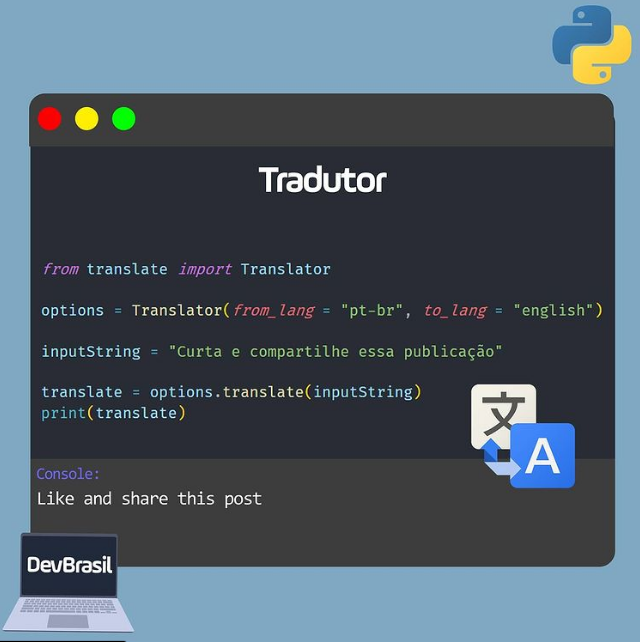 Tradutor
from translate import Translator
options = Translator(from_lang = "pt-br", to_lang = "english")
inputString = "Curta e compartilhe essa publicação"
translate = options.translate(inputString)
print(translate)
文
A
Console:
Like and share this post
DevBrasil